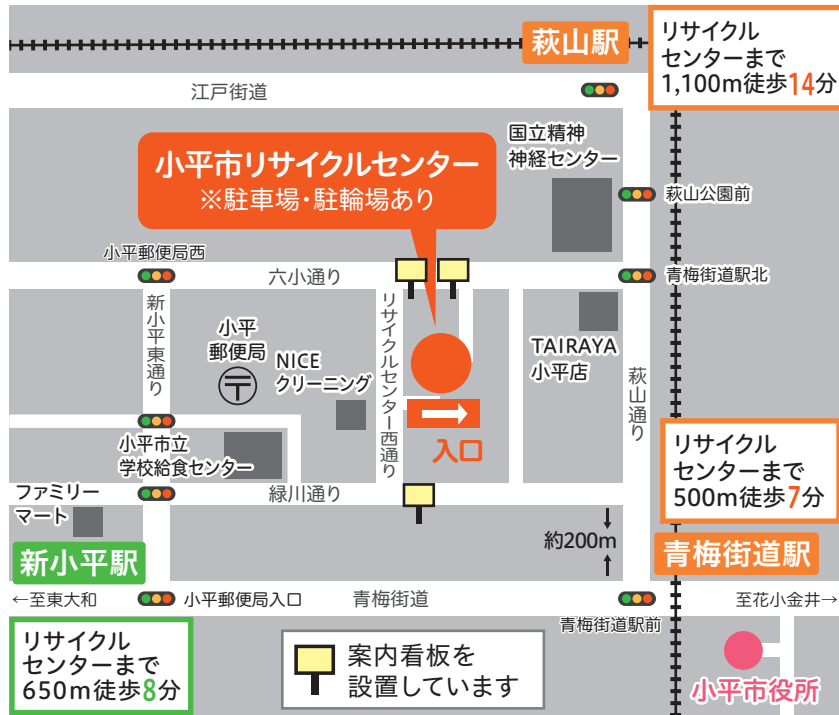 萩山駅
リサイクル
センターまで
1,100m徒歩14分
江戸街道
国立精神
神経センター
小平市リサイクルセンター
※駐車場・駐輪場あり
萩山公園前
小平郵便局西
六小通り
青梅街道駅北
新小平東通り
小平
郵便局
NICE
クリーニング
リサイクルセンター西通り
TAIRAYA
小平店
萩山通り
入口
小平市立
学校給食センター
リサイクル
センターまで
500m徒歩7分
ファミリー
マート
緑川通り
約200m
新小平駅
青梅街道駅
←至東大和
小平郵便局入口
青梅街道
至花小金井→
青梅街道駅前
リサイクル
センターまで
650m徒歩8分
案内看板を
設置しています
小平市役所